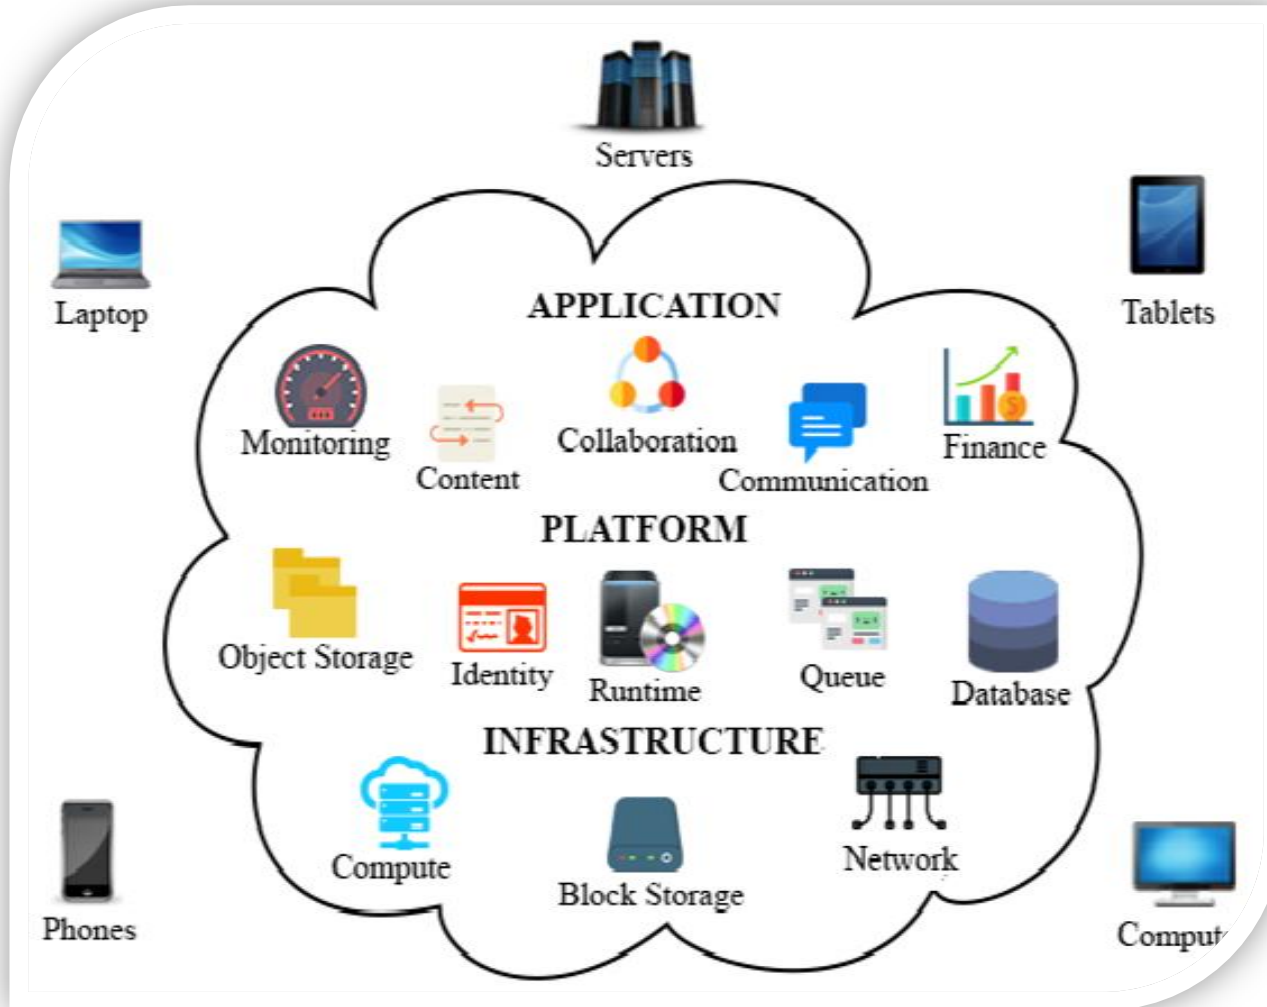 Servers
Laptop
Tablets
APPLICATION
Monitoring
Content
Collaboration
Communication
Finance
PLATFORM
Object Storage
Identity
Runtime
Queue
Database
INFRASTRUCTURE
Compute
Block Storage
Network
Phones
Compute